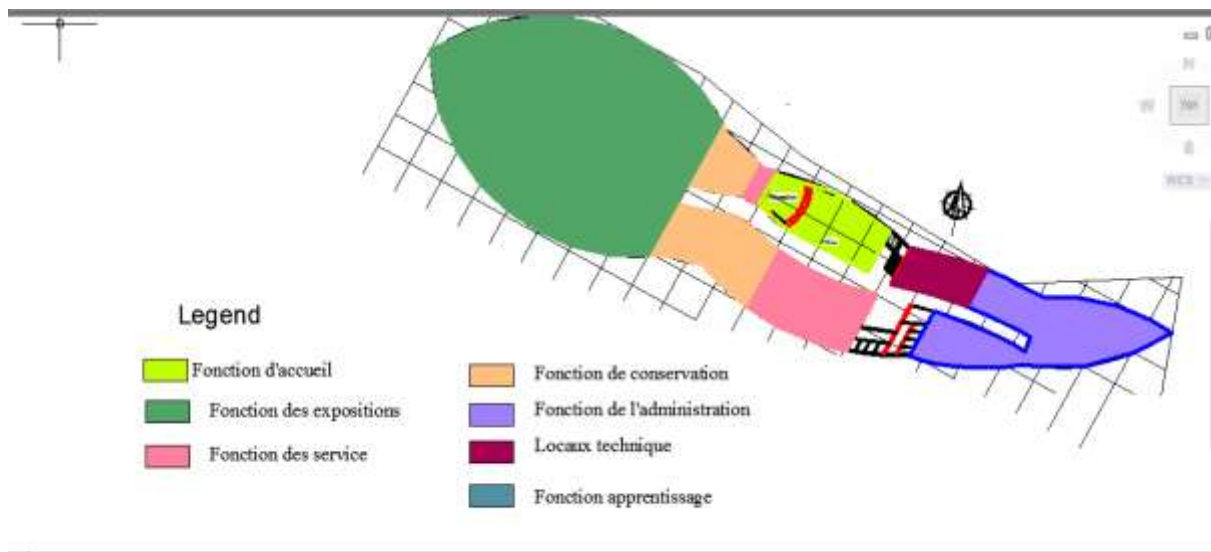 N
W
S
WCS
Legend
Fonction d'accueil
Fonction des expositions
Fonction des service
Fonction de conservation
Fonction de l'administration
Locaux technique
Fonction apprentissage